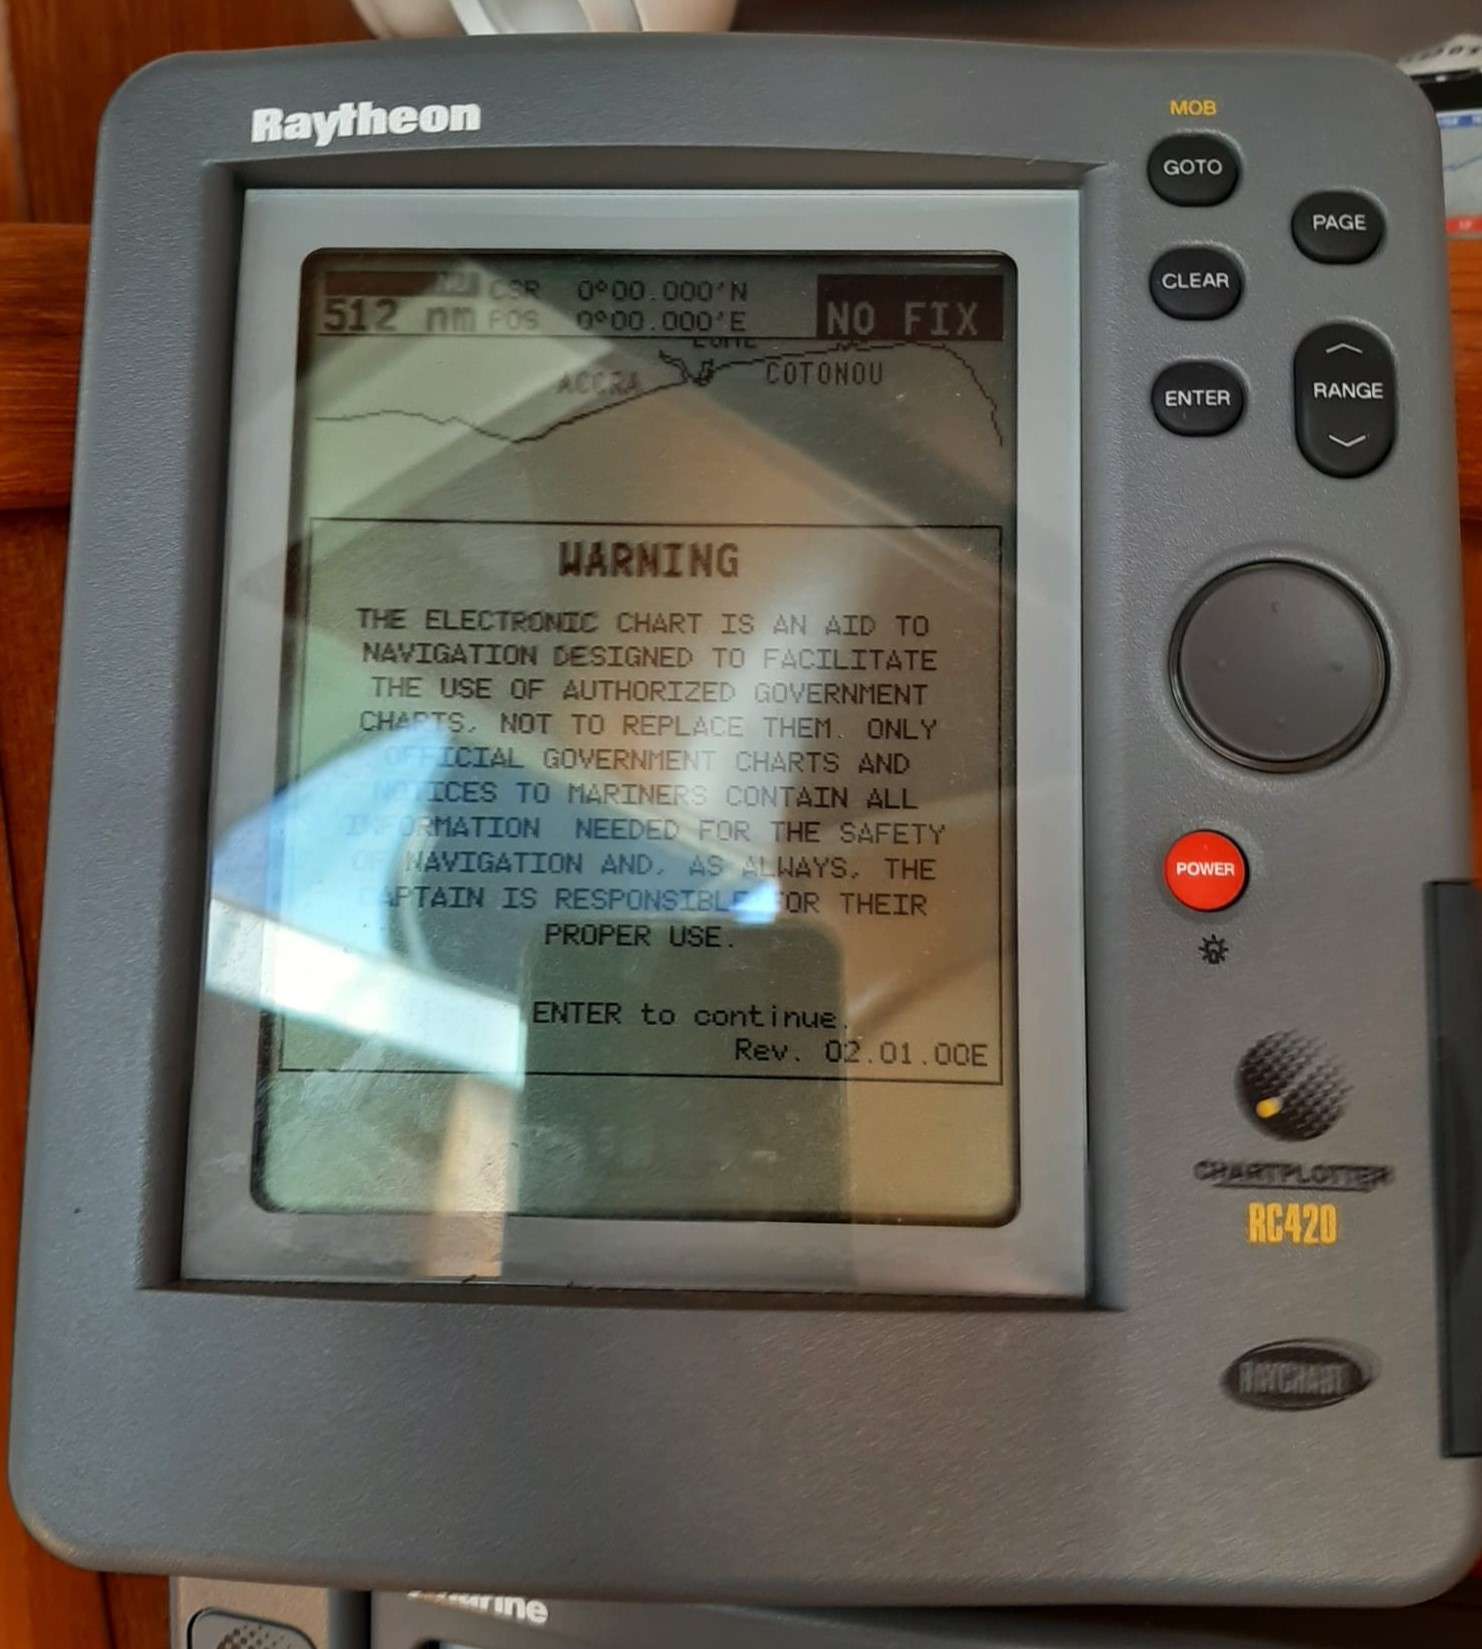 Raytheon
MOB
GOTO
PAGE
CLEAR
ENTER
RANGE
POWER
CHARTPLOTTER
RC420
RAYCHART
512 nm
CSR 0°00.000'N
POS 0°00.000'E
NO FIX
LOME
ACCRA
COTONOU
WARNING
THE ELECTRONIC CHART IS AN AID TO
NAVIGATION DESIGNED TO FACILITATE
THE USE OF AUTHORIZED GOVERNMENT
CHARTS, NOT TO REPLACE THEM. ONLY
OFFICIAL GOVERNMENT CHARTS AND
NOTICES TO MARINERS CONTAIN ALL
INFORMATION NEEDED FOR THE SAFETY
OF NAVIGATION AND, AS ALWAYS, THE
CAPTAIN IS RESPONSIBLE FOR THEIR
PROPER USE.
ENTER to continue.
Rev. 02.01.00E